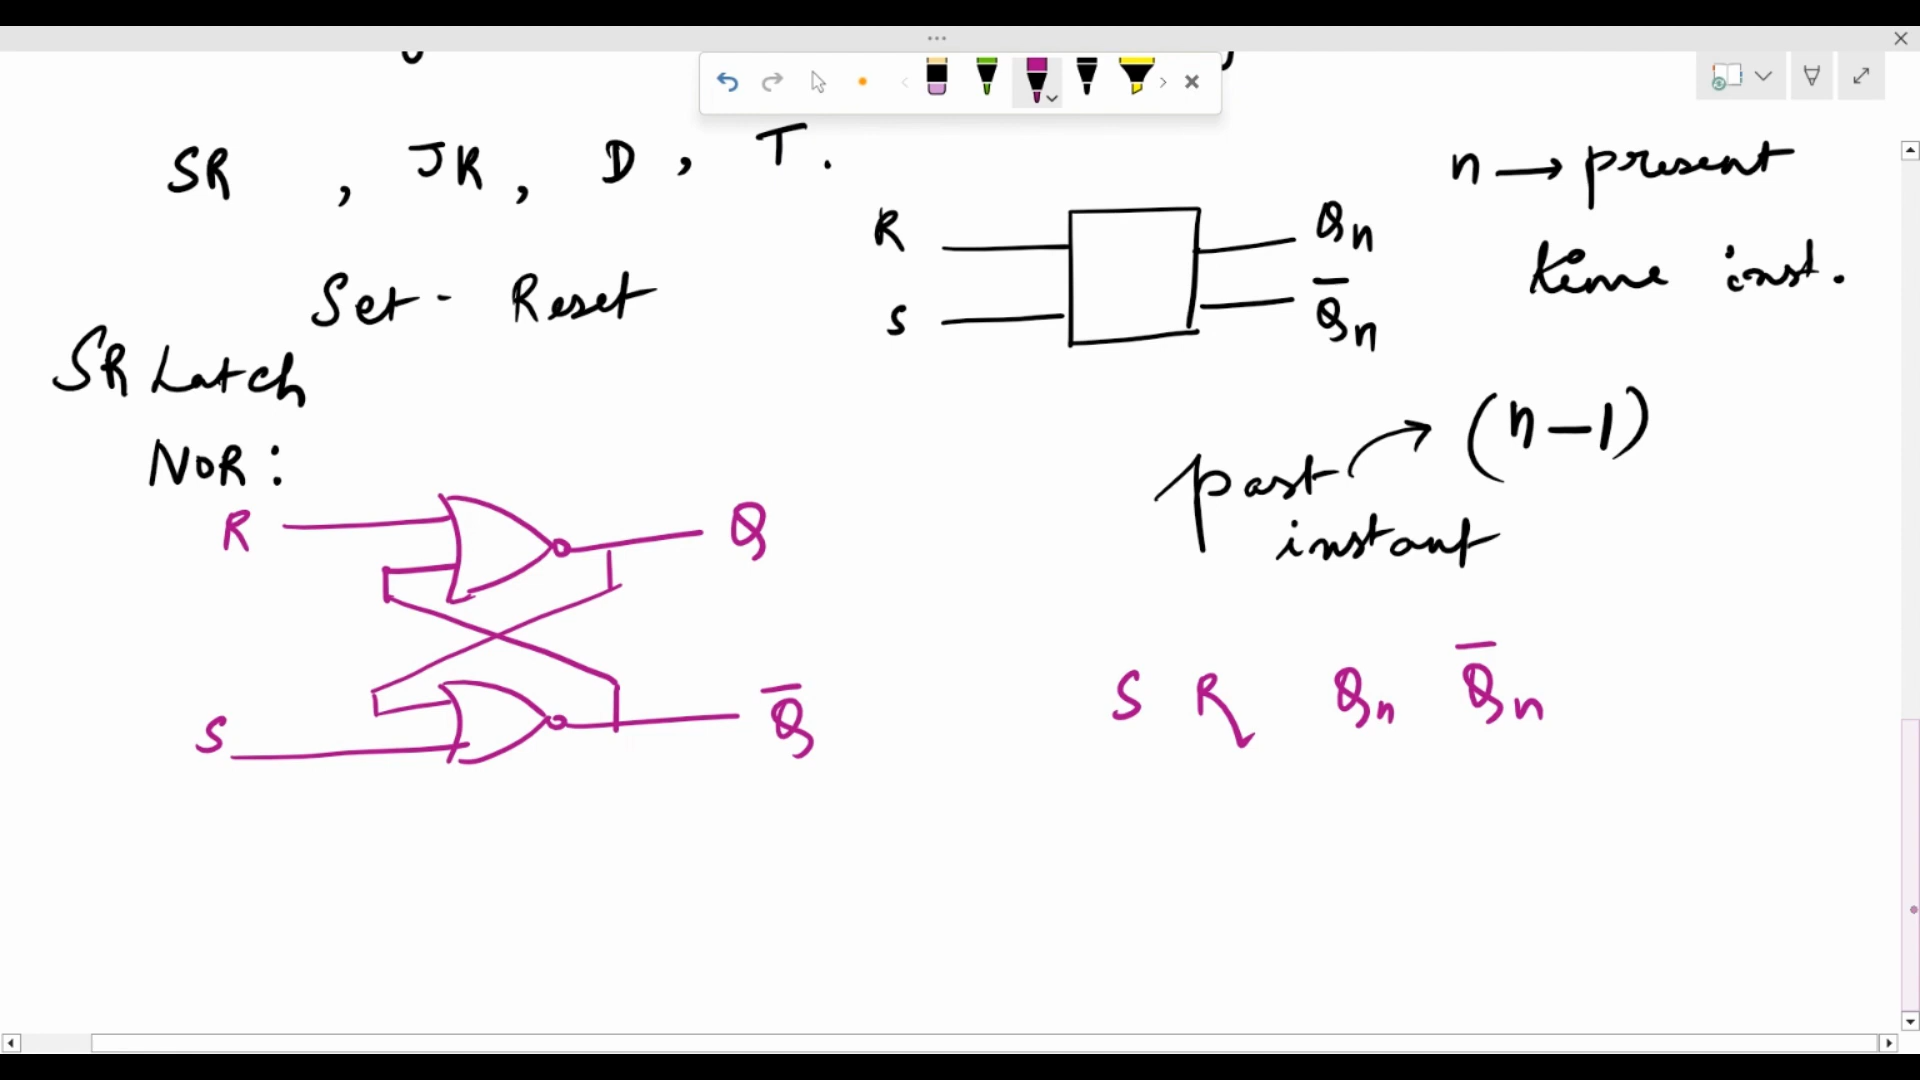 SR , JK , D , T .
n → present
time inst.
R
Qn
S
Q̅n
Set - Reset
SR Latch
NOR :
past → (n-1)
instant
R
Q
S
Q̅
S R Qn Q̅n